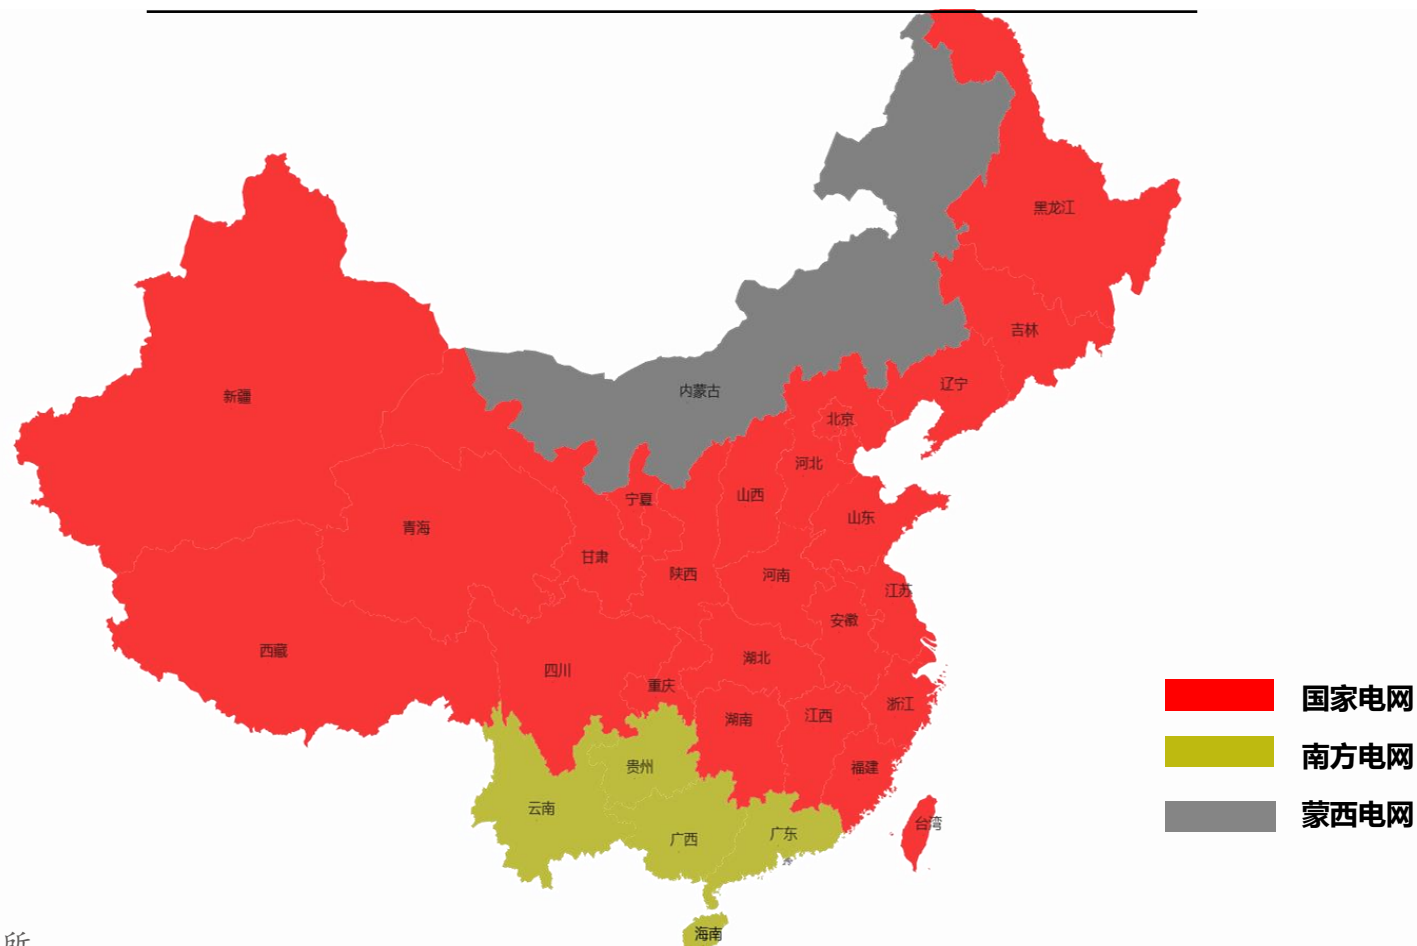 黑龙江
吉林
辽宁
内蒙古
新疆
北京
河北
山西
宁夏
山东
青海
甘肃
陕西
河南
江苏
安徽
西藏
湖北
四川
重庆
浙江
江西
湖南
福建
贵州
云南
台湾
广东
广西
海南
国家电网
南方电网
蒙西电网
所